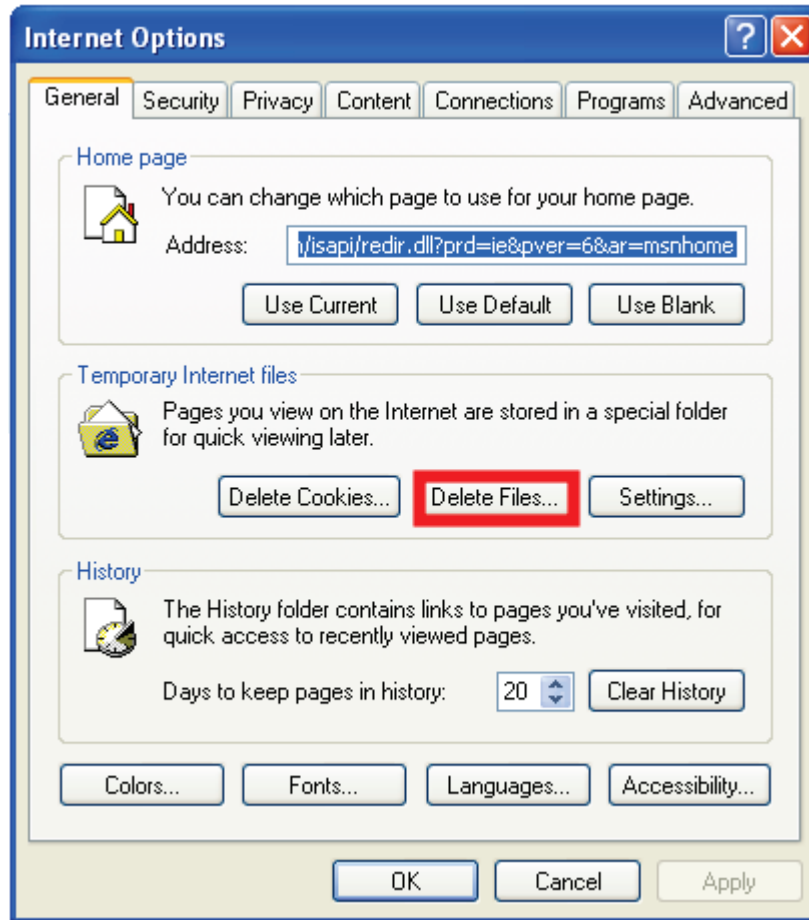 Internet Options
General Security Privacy Content Connections Programs Advanced
Home page
You can change which page to use for your home page.
Address: /isapi/redir.dll?prd=ie&pver=6&ar=msnhome
Use Current Use Default Use Blank
Temporary Internet files
Pages you view on the Internet are stored in a special folder
for quick viewing later.
Delete Cookies... Delete Files... Settings...
History
The History folder contains links to pages you've visited, for
quick access to recently viewed pages.
Days to keep pages in history: 20 Clear History
Colors... Fonts... Languages... Accessibility...
OK Cancel Apply